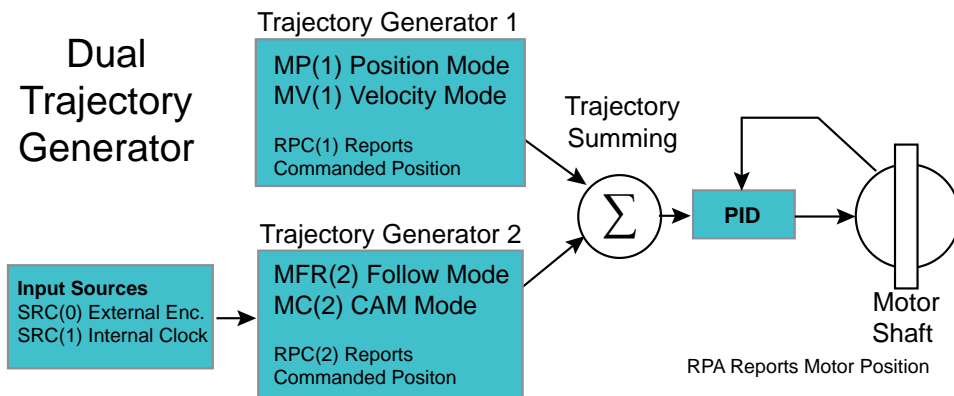 Dual
Trajectory
Generator
Trajectory Generator 1
MP(1) Position Mode
MV(1) Velocity Mode
RPC(1) Reports
Commanded Position
Trajectory
Summing
Σ
PID
Trajectory Generator 2
MFR(2) Follow Mode
MC(2) CAM Mode
RPC(2) Reports
Commanded Positon
Input Sources
SRC(0) External Enc.
SRC(1) Internal Clock
Motor
Shaft
RPA Reports Motor Position